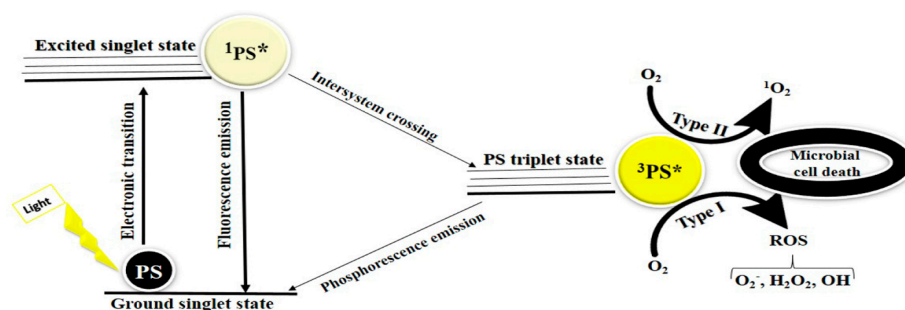 Excited singlet state
¹PS*
Electronic transition
Fluorescence emission
Intersystem crossing
Light
PS
Ground singlet state
Phosphorescence emission
PS triplet state
³PS*
O₂
Type II
¹O₂
Microbial
cell death
Type I
O₂
ROS
O₂⁻, H₂O₂, OH